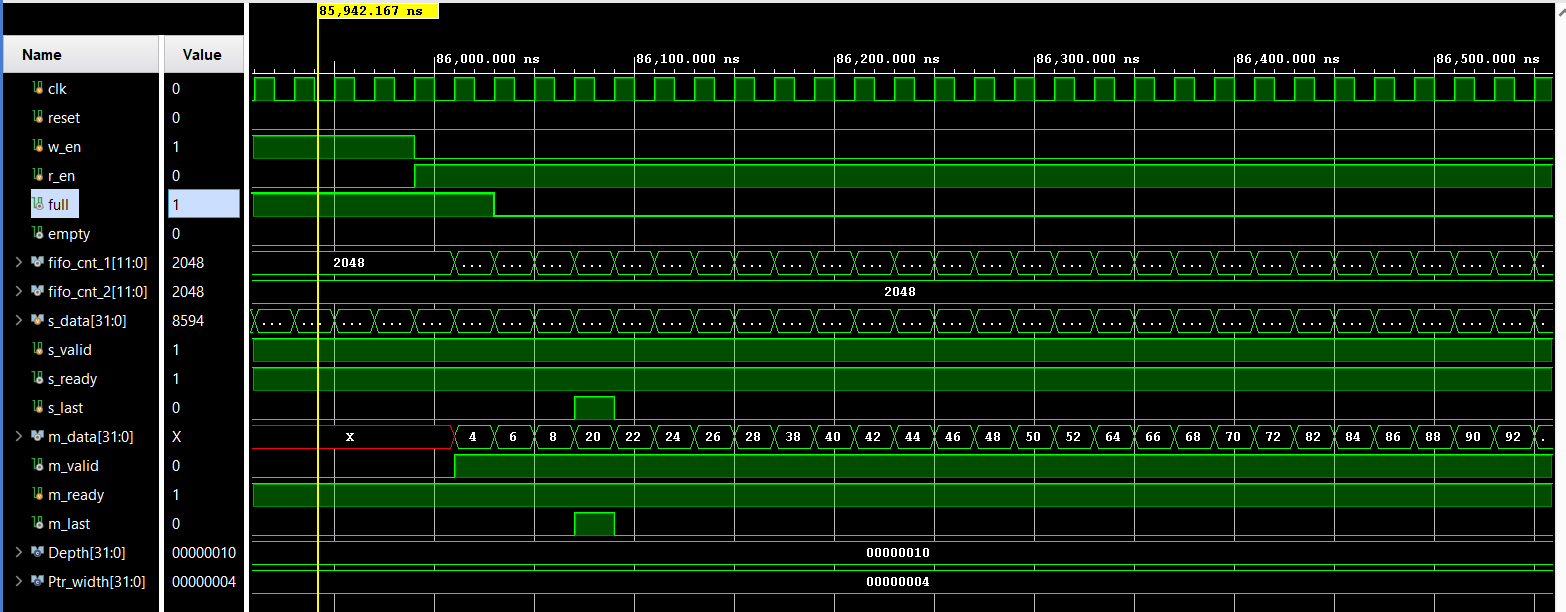 85,942.167 ns
Name Value
86,000.000 ns 86,100.000 ns 86,200.000 ns 86,300.000 ns 86,400.000 ns 86,500.000 ns
clk 0
reset 0
w_en 1
r_en 0
full 1
empty 0
fifo_cnt_1[11:0] 2048 2048 ... ... ... ... ... ... ... ... ... ... ... ... ... ... ... ... ... ... ... ... ... ... ... ... ... ... ...
fifo_cnt_2[11:0] 2048 2048
s_data[31:0] 8594 ... ... ... ... ... ... ... ... ... ... ... ... ... ... ... ... ... ... ... ... ... ... ... ... ... ... ... ... ... ... ... ...
s_valid 1
s_ready 1
s_last 0
m_data[31:0] X X 4 6 8 20 22 24 26 28 38 40 42 44 46 48 50 52 64 66 68 70 72 82 84 86 88 90 92 .
m_valid 0
m_ready 1
m_last 0
Depth[31:0] 00000010 00000010
Ptr_width[31:0] 00000004 00000004